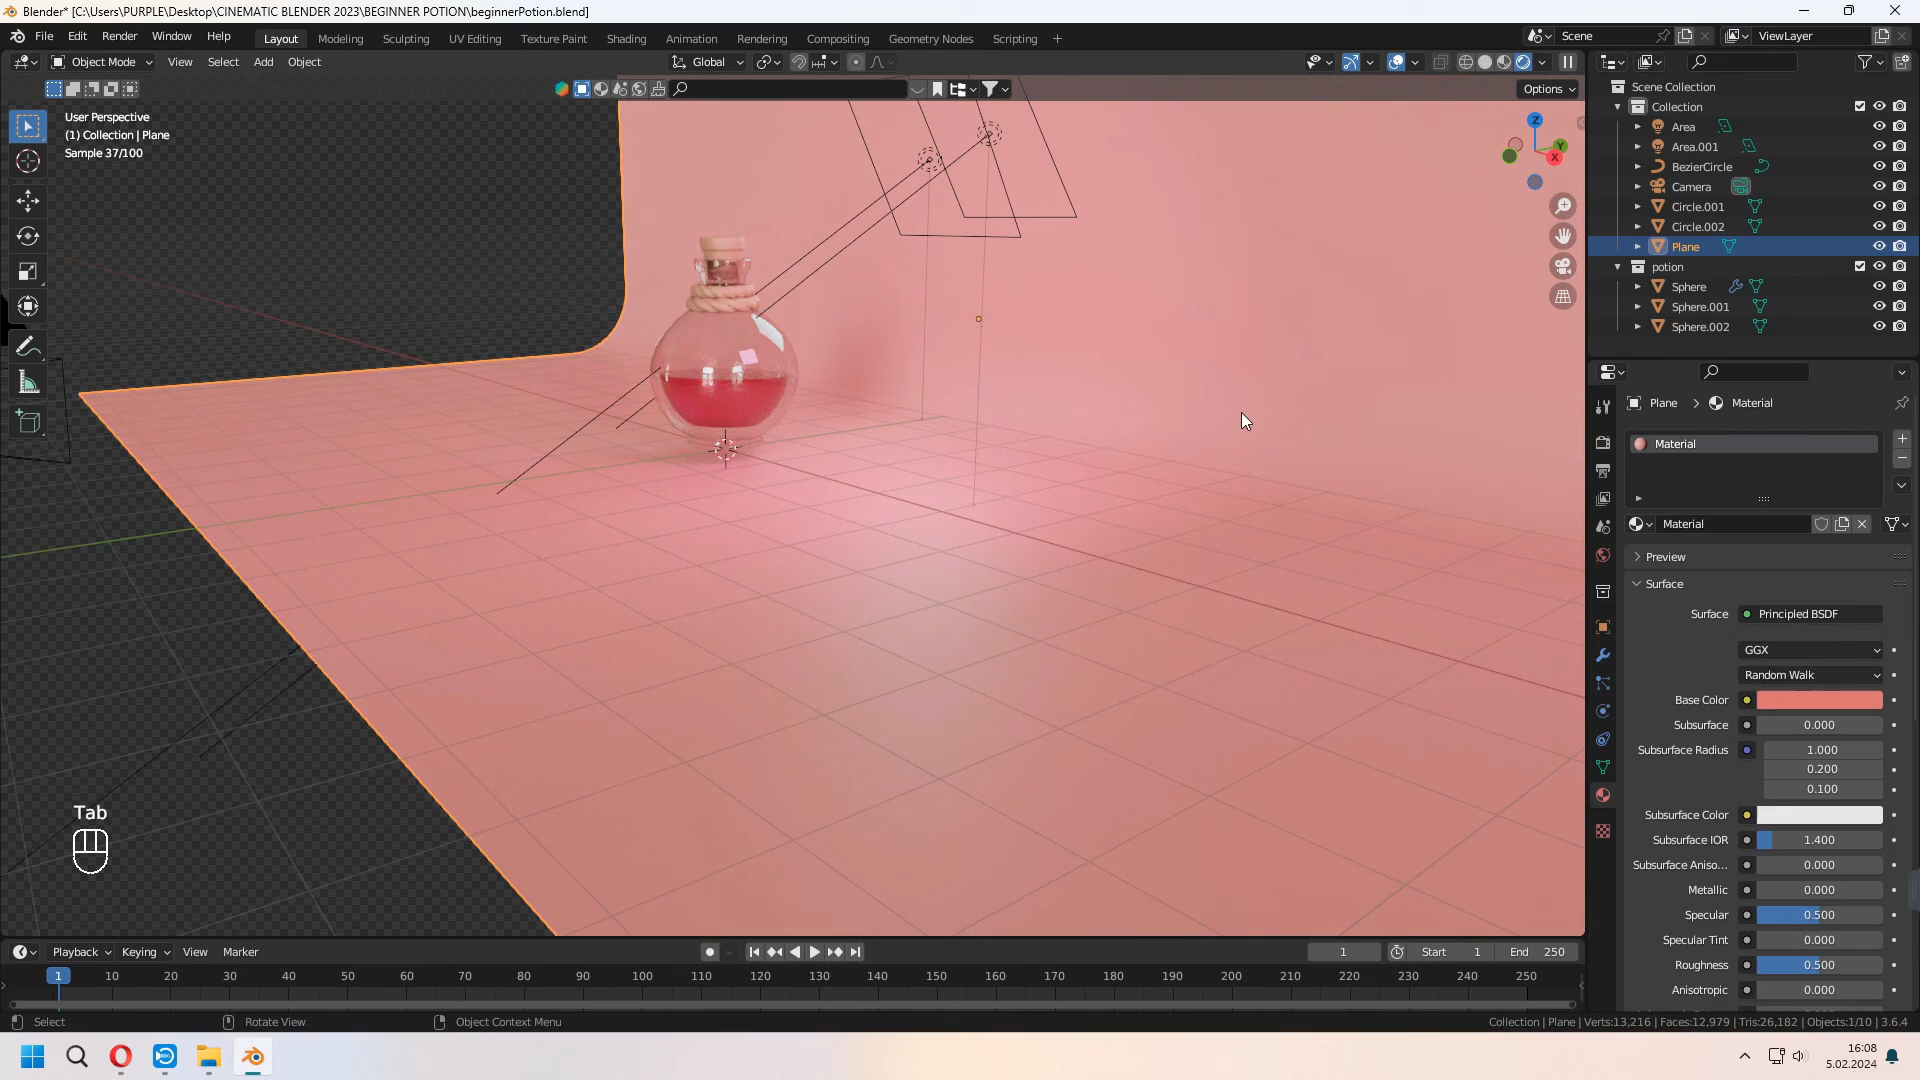 Blender* [C:\Users\PURPLE\Desktop\CINEMATIC BLENDER 2023\BEGINNER POTION\beginnerPotion.blend]
File Edit Render Window Help Layout Modeling Sculpting UV Editing Texture Paint Shading Animation Rendering Compositing Geometry Nodes Scripting + Scene ViewLayer
Object Mode View Select Add Object Global
Options
User Perspective
(1) Collection | Plane
Sample 37/100
Z
Y
X
Scene Collection
Collection
Area
Area.001
BezierCircle
Camera
Circle.001
Circle.002
Plane
potion
Sphere
Sphere.001
Sphere.002
Plane > Material
Material
Material
Preview
Surface
Surface Principled BSDF
GGX
Random Walk
Base Color
Subsurface 0.000
Subsurface Radius 1.000
0.200
0.100
Subsurface Color
Subsurface IOR 1.400
Subsurface Aniso... 0.000
Metallic 0.000
Specular 0.500
Specular Tint 0.000
Roughness 0.500
Anisotropic 0.000
Tab
Playback Keying View Marker 1 Start 1 End 250
1 10 20 30 40 50 60 70 80 90 100 110 120 130 140 150 160 170 180 190 200 210 220 230 240 250
Select Rotate View Object Context Menu Collection | Plane | Verts:13,216 | Faces:12,979 | Tris:26,182 | Objects:1/10 | 3.6.4
16:08
5.02.2024